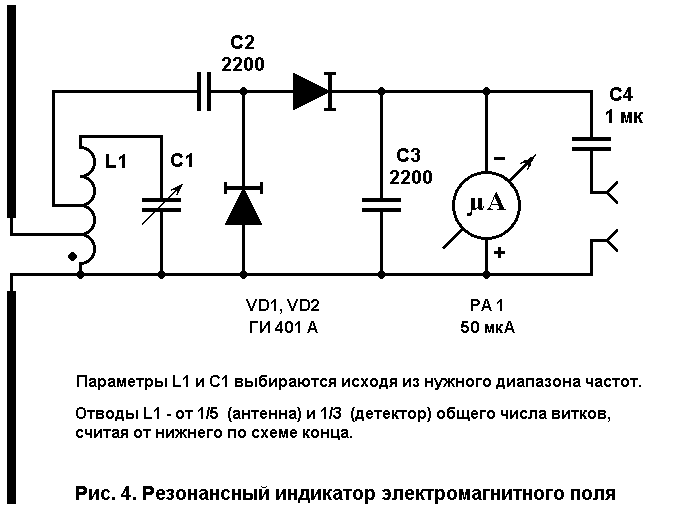 C2
2200
L1
C1
C3
2200
C4
1 мк
–
μA
+
VD1, VD2
ГИ 401 А
PA 1
50 мкА
Параметры L1 и C1 выбираются исходя из нужного диапазона частот.
Отводы L1 - от 1/5 (антенна) и 1/3 (детектор) общего числа витков,
считая от нижнего по схеме конца.
Рис. 4. Резонансный индикатор электромагнитного поля